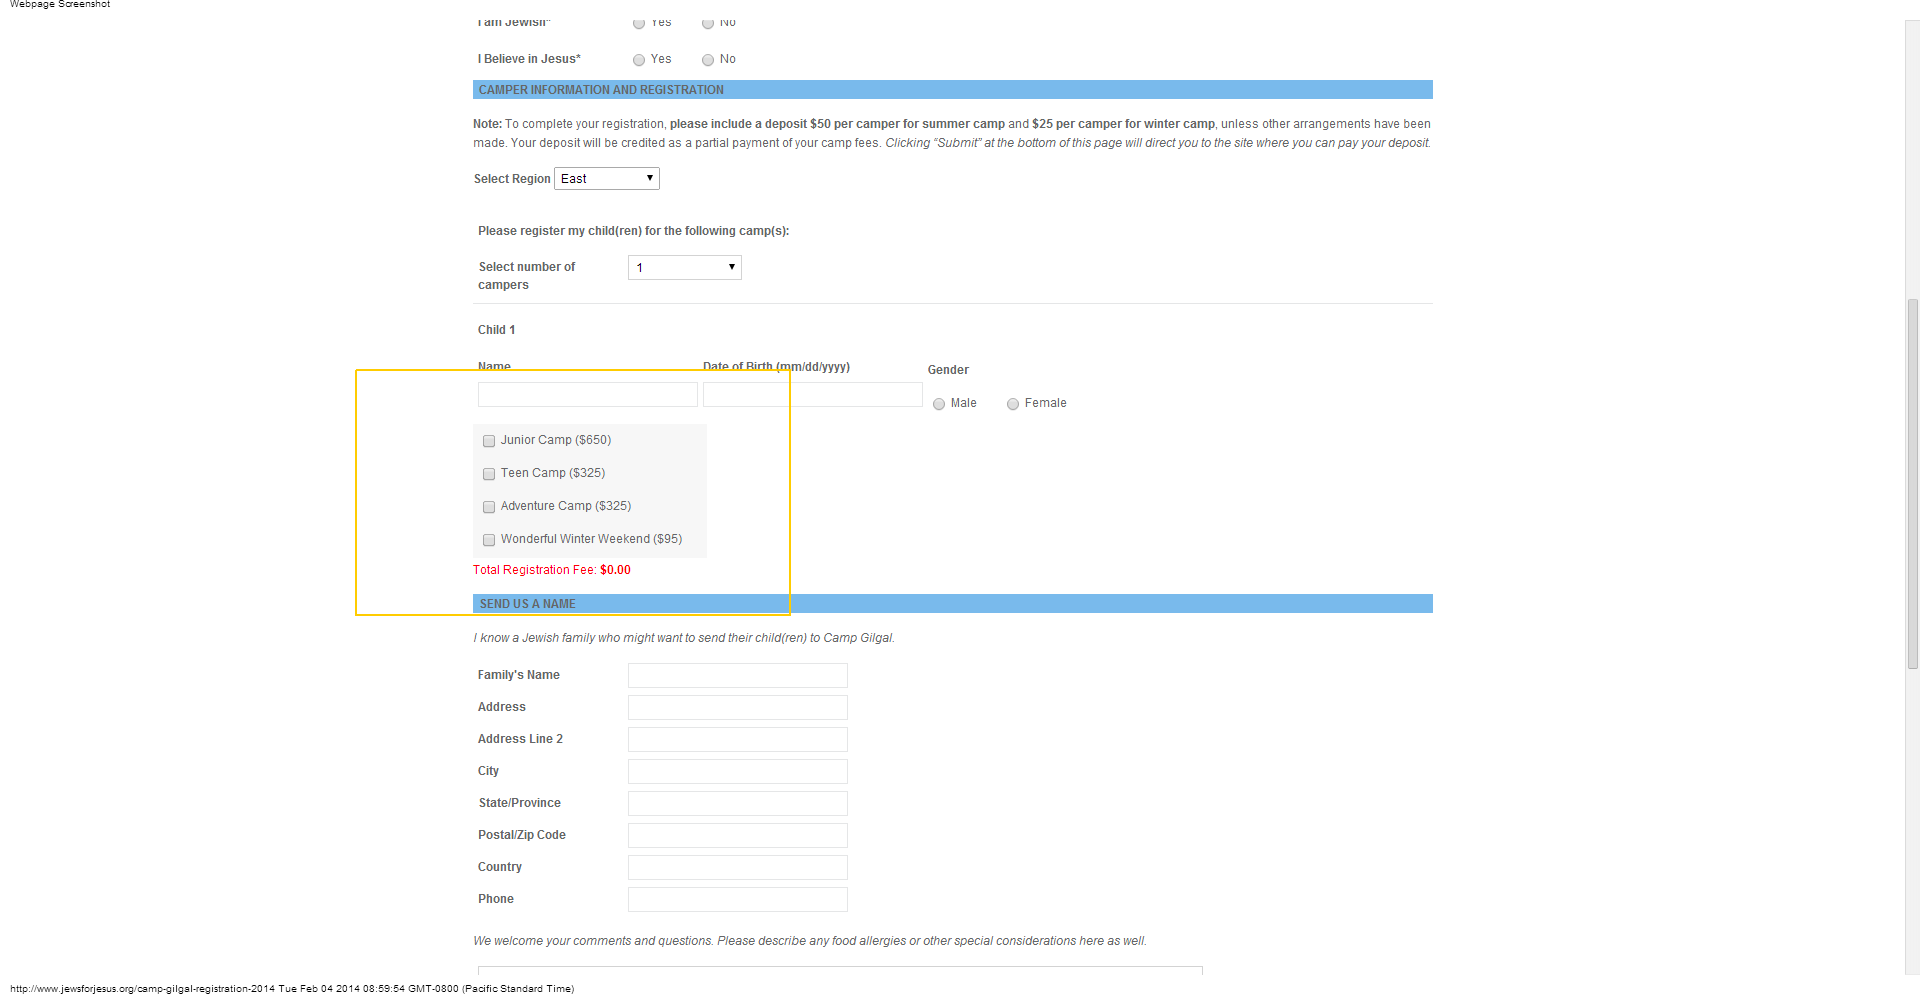 Webpage Screenshot
I am Jewish* Yes No
I Believe in Jesus* Yes No
CAMPER INFORMATION AND REGISTRATION
Note: To complete your registration, please include a deposit $50 per camper for summer camp and $25 per camper for winter camp, unless other arrangements have been
made. Your deposit will be credited as a partial payment of your camp fees. Clicking “Submit” at the bottom of this page will direct you to the site where you can pay your deposit.
Select Region East
Please register my child(ren) for the following camp(s):
Select number of
campers
1
Child 1
Name Date of Birth (mm/dd/yyyy) Gender
Male Female
Junior Camp ($650)
Teen Camp ($325)
Adventure Camp ($325)
Wonderful Winter Weekend ($95)
Total Registration Fee: $0.00
SEND US A NAME
I know a Jewish family who might want to send their child(ren) to Camp Gilgal.
Family's Name
Address
Address Line 2
City
State/Province
Postal/Zip Code
Country
Phone
We welcome your comments and questions. Please describe any food allergies or other special considerations here as well.
http://www.jewsforjesus.org/camp-gilgal-registration-2014 Tue Feb 04 2014 08:59:54 GMT-0800 (Pacific Standard Time)